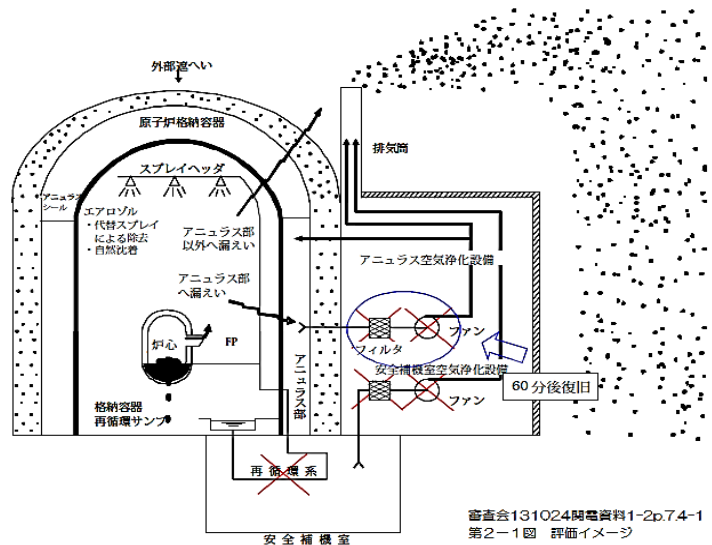 外部遮へい
原子炉格納容器
スプレイヘッダ
排気筒
アニュラス
シール
エアロゾル
・代替スプレイ
による除去
・自然沈着
アニュラス部
以外へ漏えい
アニュラス空気浄化設備
アニュラス部
へ漏えい
炉心
FP
アニュラス部
フィルタ
ファン
安全補機室空気浄化設備
60分後復旧
ファン
格納容器
再循環サンプ
再循環系
安全補機室
審査会131024関電資料1-2p.7.4-1
第2-1図 評価イメージ